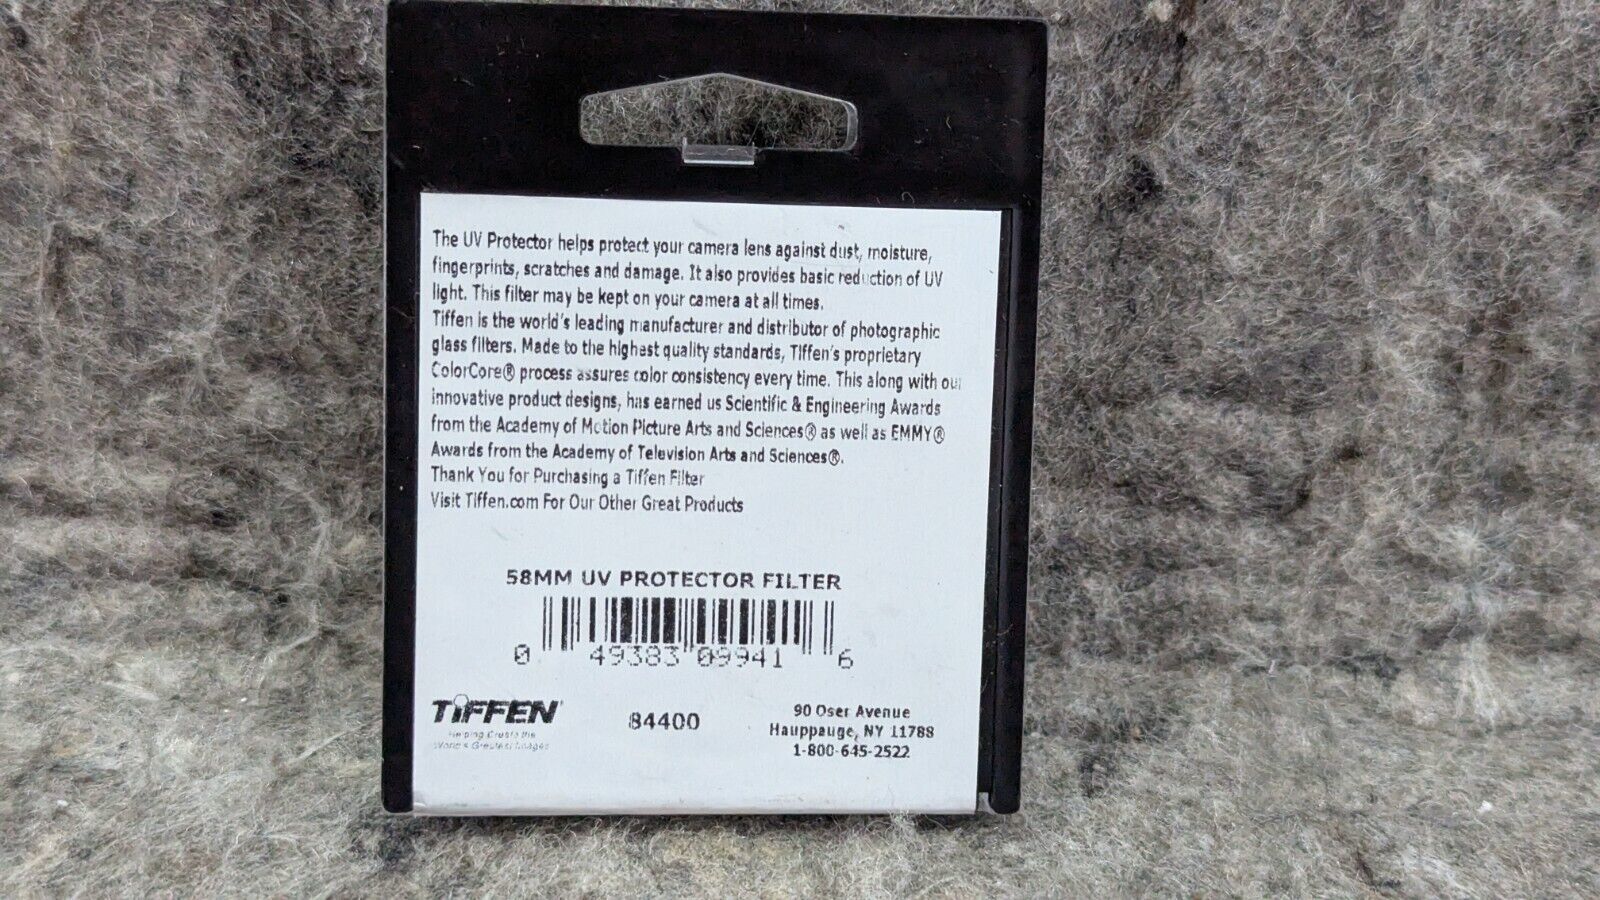 The UV Protector helps protect your camera lens against dust, moisture,
fingerprints, scratches and damage. It also provides basic reduction of UV
light. This filter may be kept on your camera at all times.
Tiffen is the world's leading manufacturer and distributor of photographic
glass filters. Made to the highest quality standards, Tiffen's proprietary
ColorCore® process assures color consistency every time. This along with our
innovative product designs, has earned us Scientific & Engineering Awards
from the Academy of Motion Picture Arts and Sciences® as well as EMMY®
Awards from the Academy of Television Arts and Sciences®.
Thank You for Purchasing a Tiffen Filter
Visit Tiffen.com For Our Other Great Products
58MM UV PROTECTOR FILTER
0 49383 09941 6
TIFFEN
Helping Create the
World's Greatest Images
84400
90 Oser Avenue
Hauppauge, NY 11788
1-800-645-2522